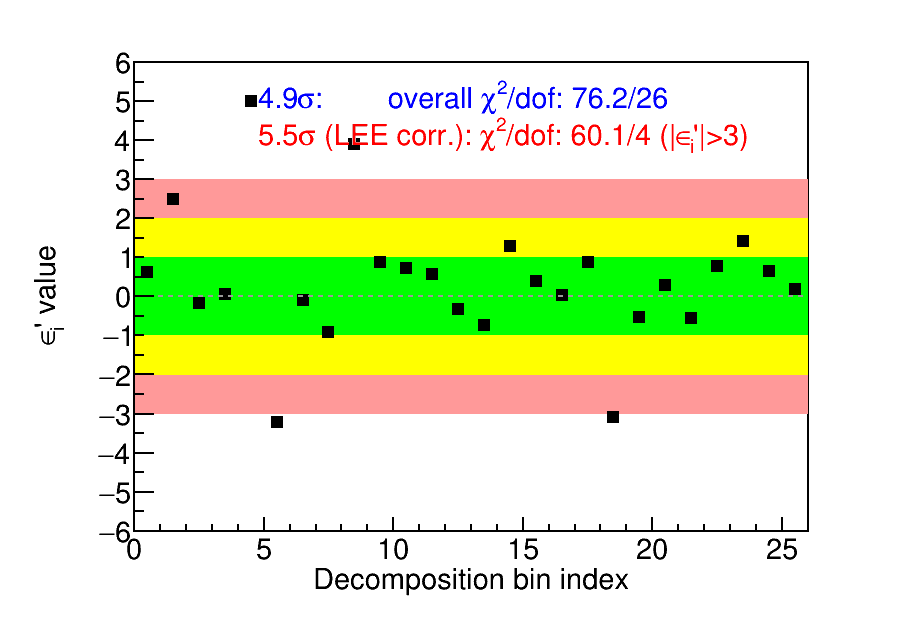 4.9σ: overall χ²/dof: 76.2/26
5.5σ (LEE corr.): χ²/dof: 60.1/4 (|ϵᵢ'|>3)
ϵᵢ' value
6
5
4
3
2
1
0
−1
−2
−3
−4
−5
−6
0 5 10 15 20 25
Decomposition bin index